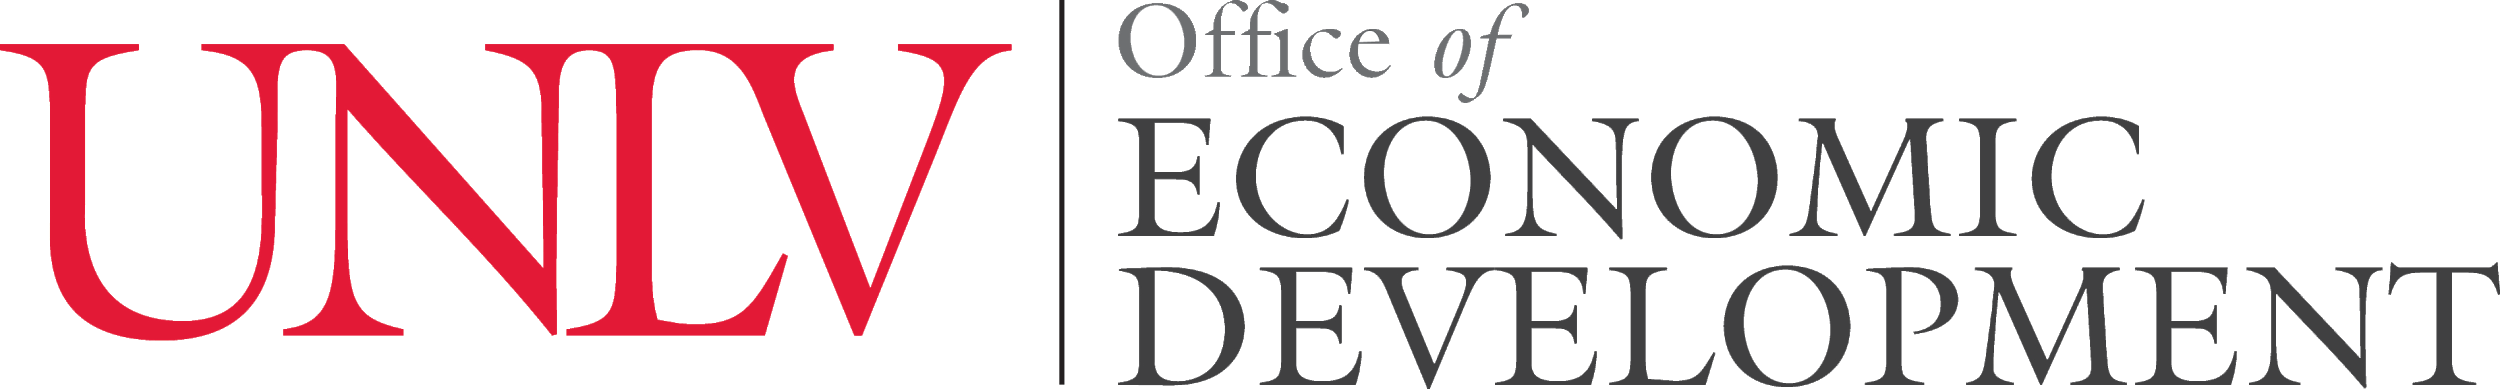 UNLV
Office of
ECONOMIC
DEVELOPMENT